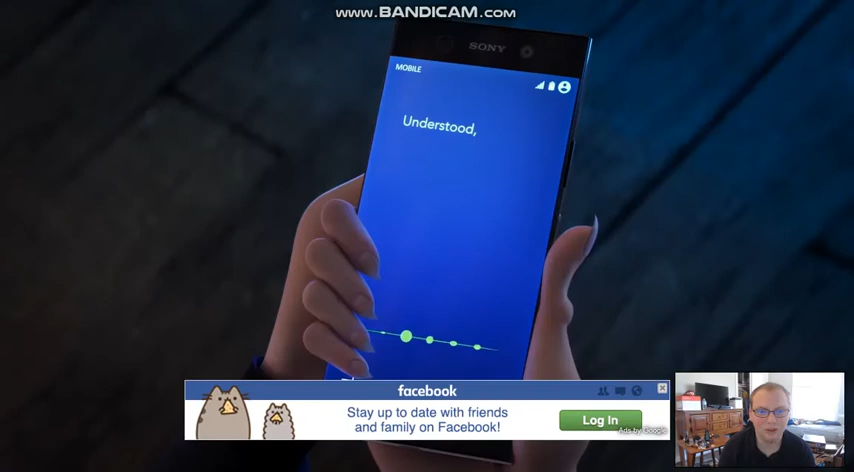 www.BANDICAM.com
SONY
MOBILE
Understood,
facebook
Stay up to date with friends
and family on Facebook!
Log In
Ads by Google